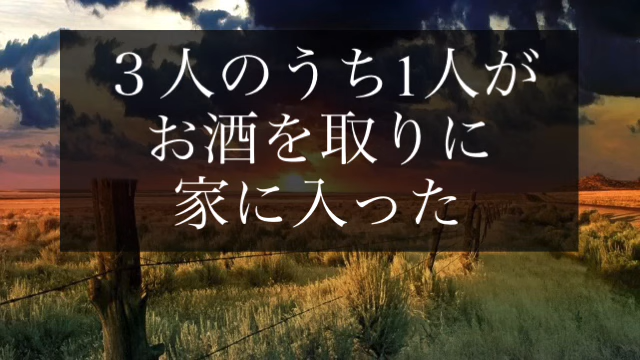 ３人のうち1人が
お酒を取りに
家に入った